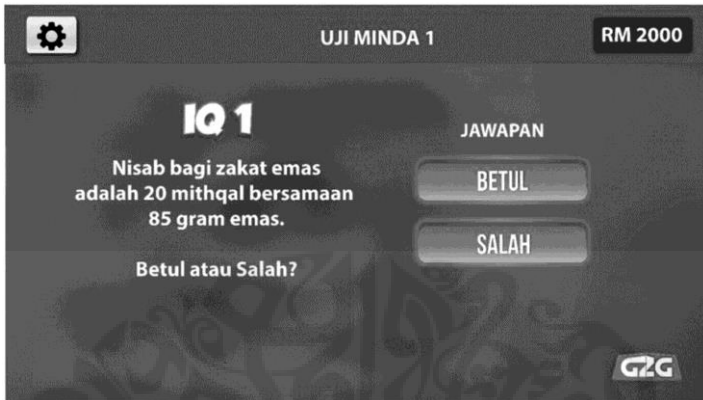 UJI MINDA 1
RM 2000
IQ 1
Nisab bagi zakat emas
adalah 20 mithqal bersamaan
85 gram emas.
Betul atau Salah?
JAWAPAN
BETUL
SALAH
G2G